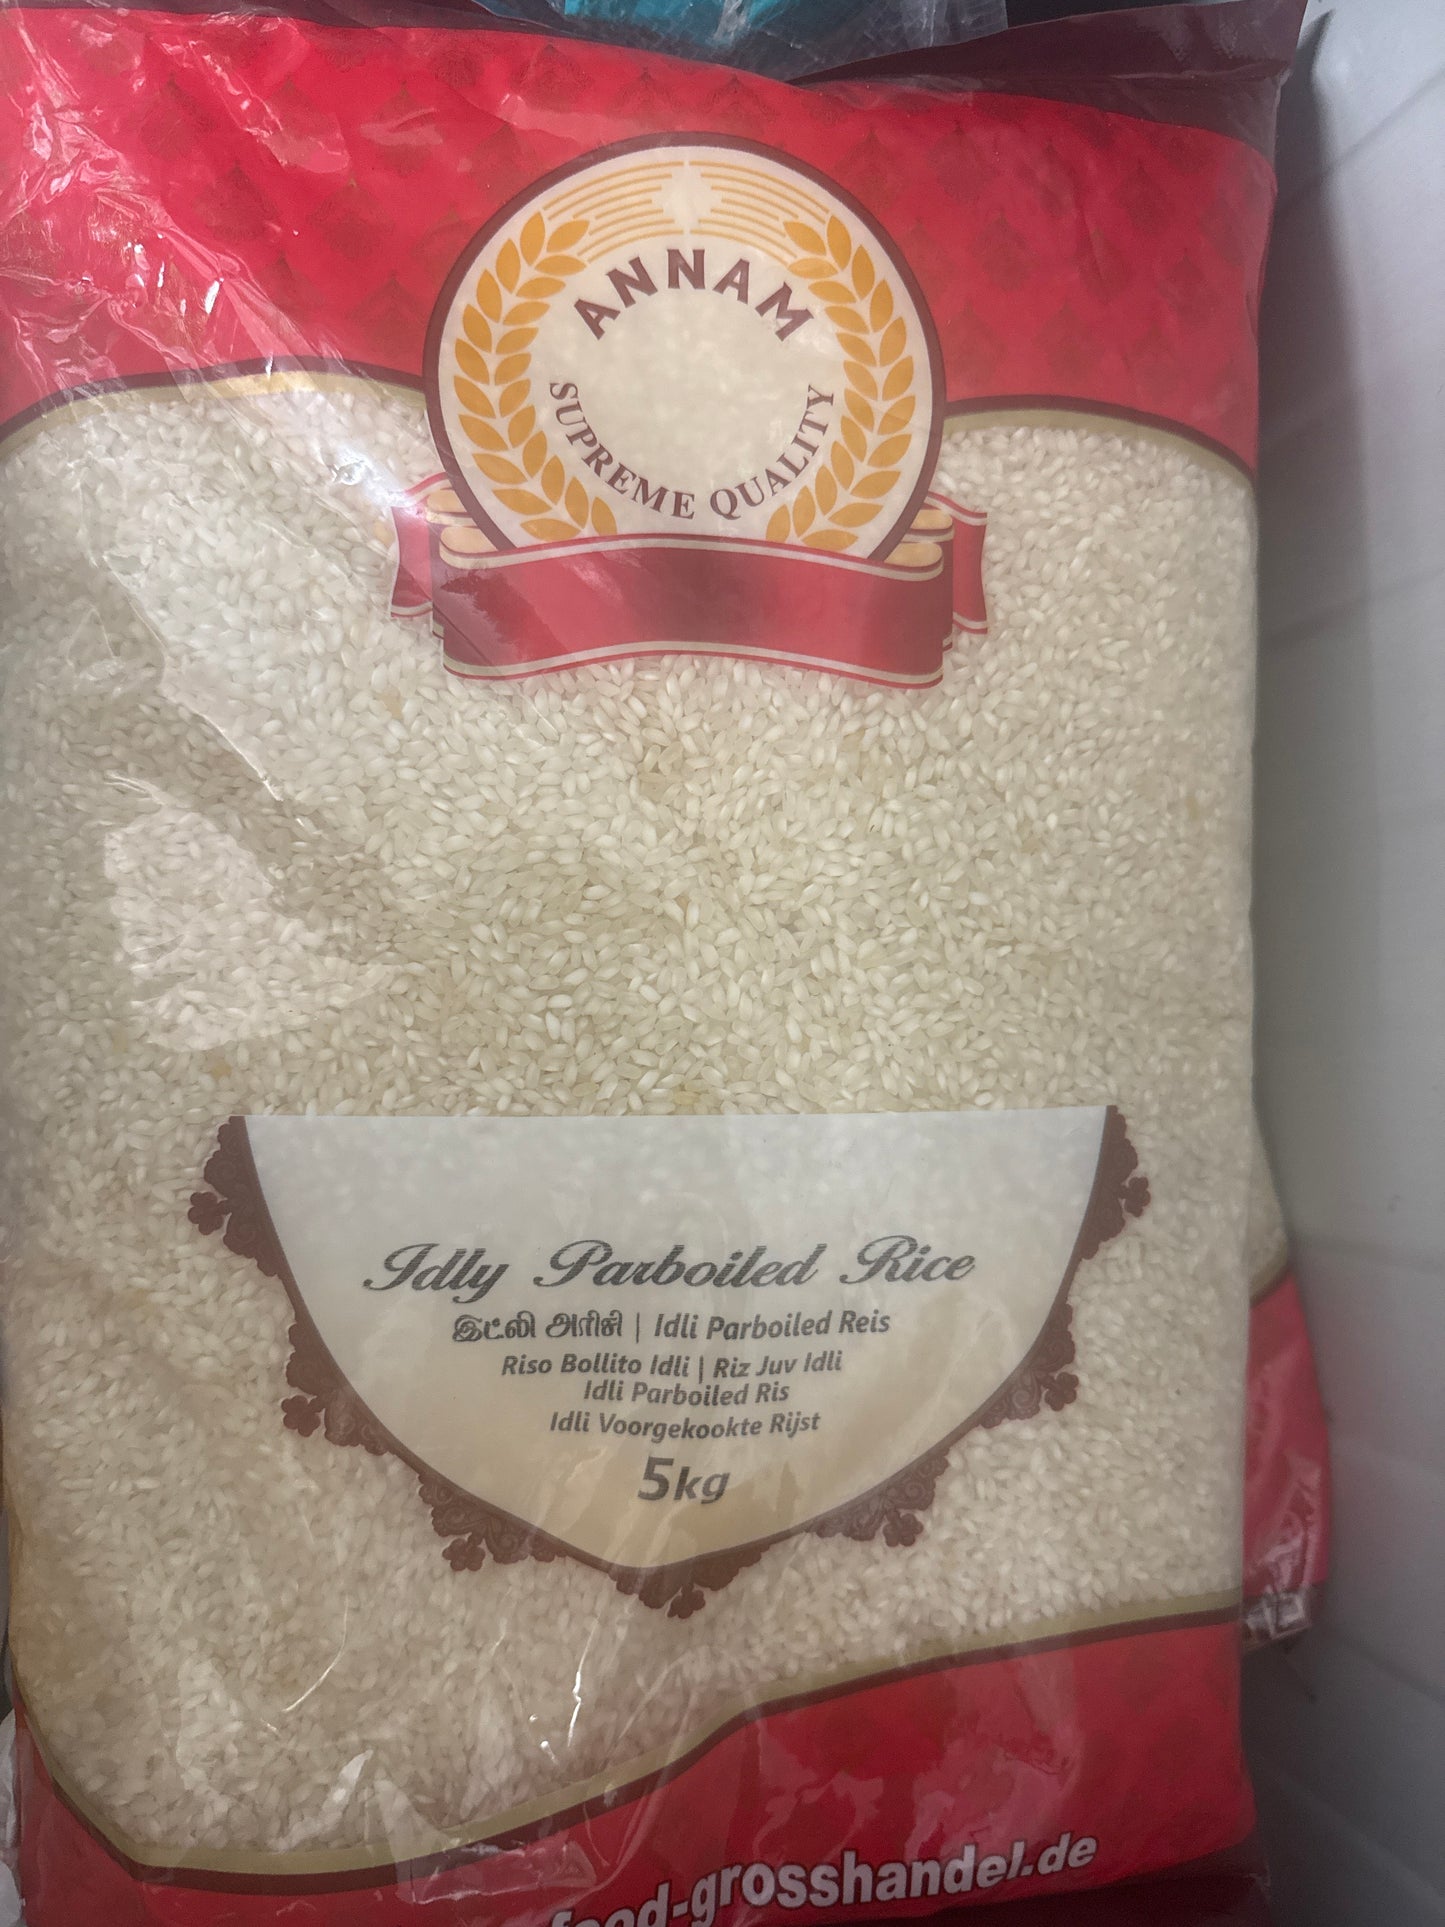 ANNAM
SUPREME QUALITY
Idly Parboiled Rice
இட்லி அரிசி | Idli Parboiled Reis
Riso Bollito Idli | Riz Juv Idli
Idli Parboiled Ris
Idli Voorgekookte Rijst
5kg
food-grosshandel.de